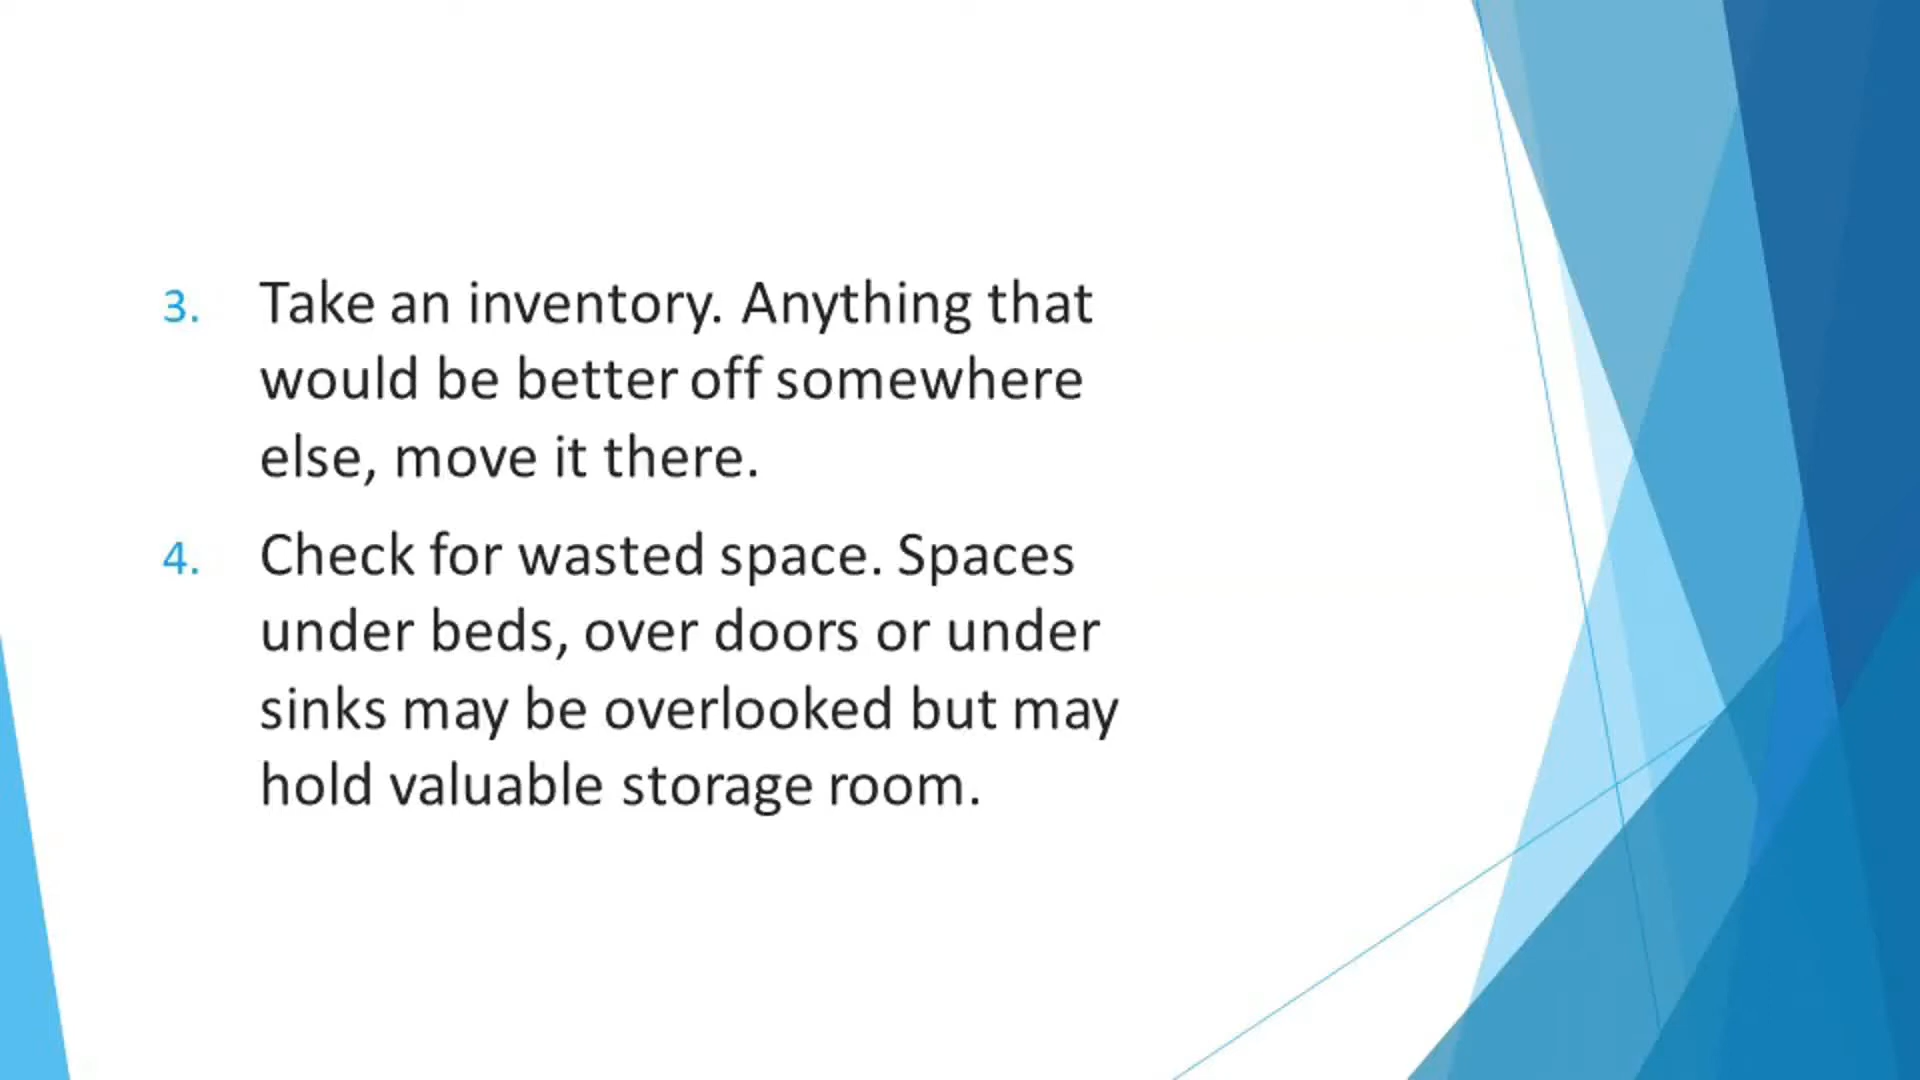 3. Take an inventory. Anything that
would be better off somewhere
else, move it there.
4. Check for wasted space. Spaces
under beds, over doors or under
sinks may be overlooked but may
hold valuable storage room.